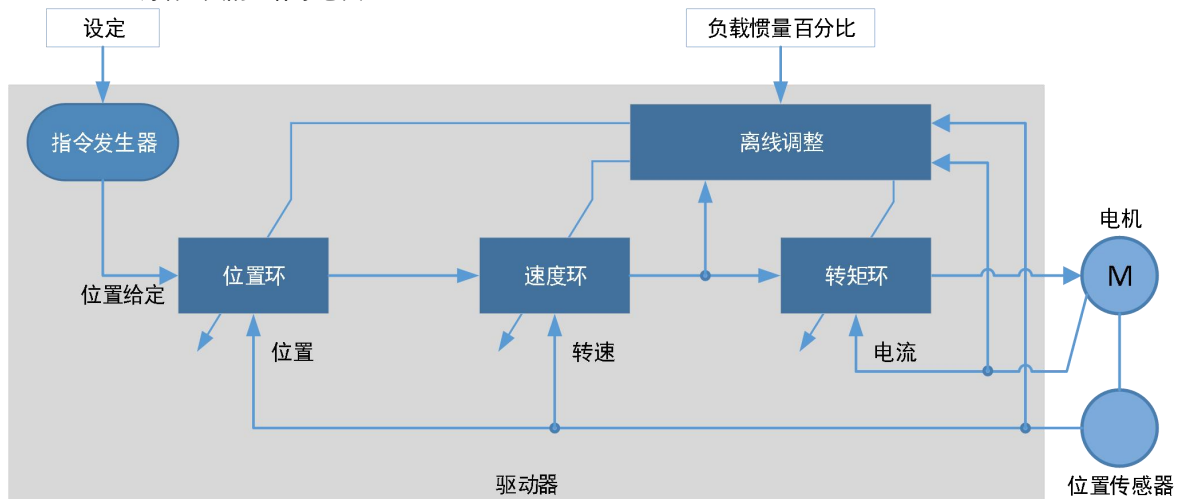 设定
负载惯量百分比
指令发生器
离线调整
电机
位置环
速度环
转矩环
M
位置给定
位置
转速
电流
驱动器
位置传感器